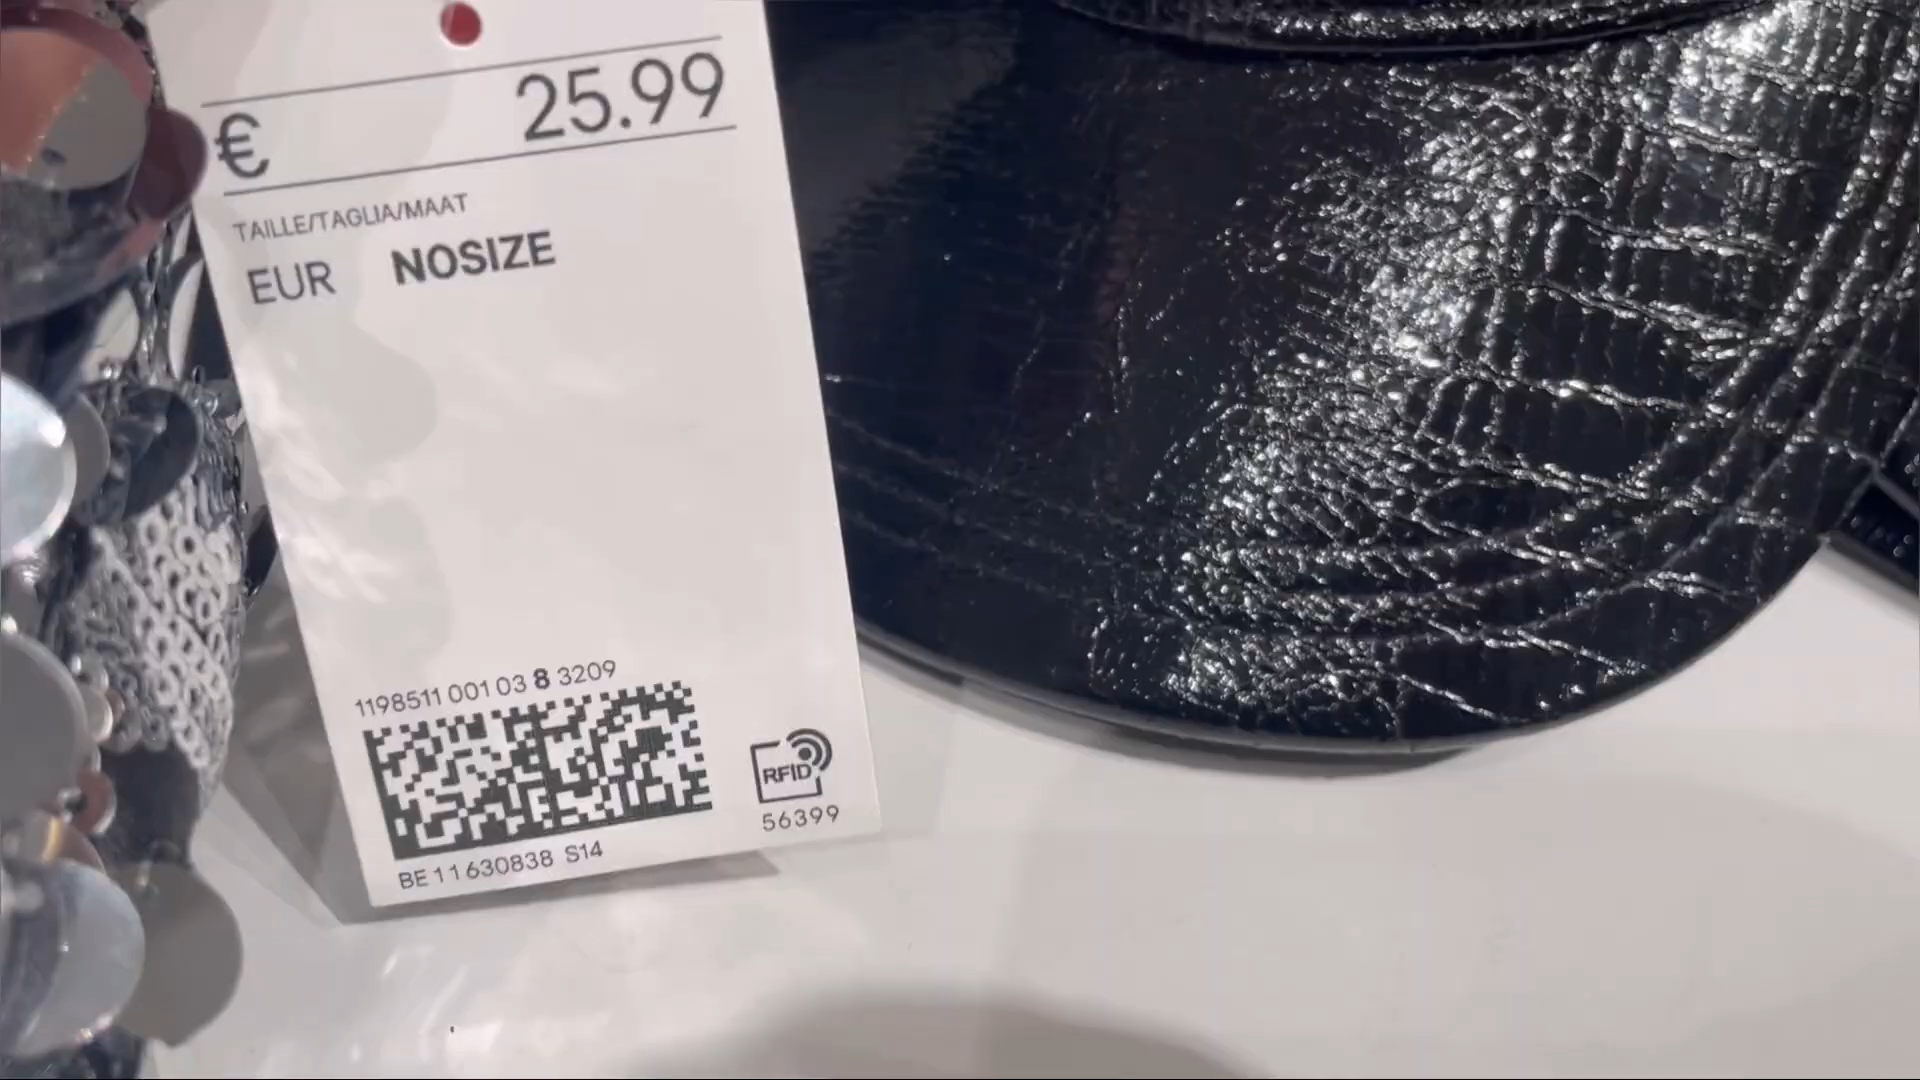 € 25.99
TAILLE/TAGLIA/MAAT
EUR NOSIZE
1198511 001 03 8 3209
RFID
56399
BE 11630838 S14